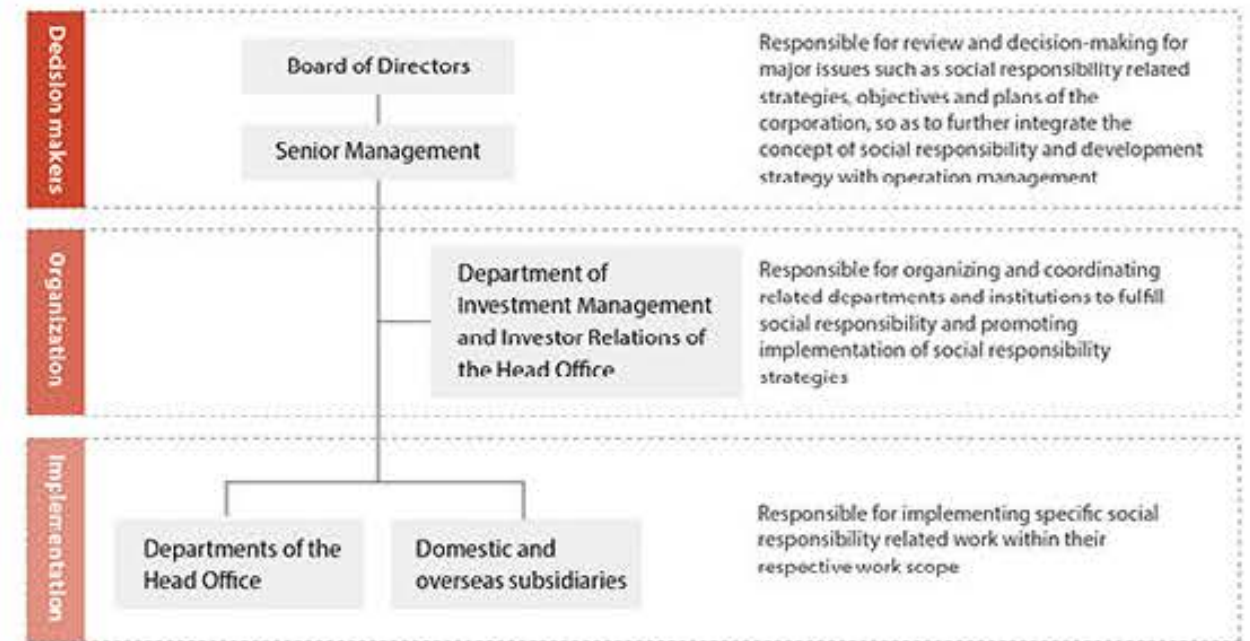 Decision makers
Board of Directors
Senior Management
Responsible for review and decision-making for
major issues such as social responsibility related
strategies, objectives and plans of the
corporation, so as to further integrate the
concept of social responsibility and development
strategy with operation management
Organization
Department of
Investment Management
and Investor Relations of
the Head Office
Responsible for organizing and coordinating
related departments and institutions to fulfill
social responsibility and promoting
implementation of social responsibility
strategies
Implementation
Departments of the
Head Office
Domestic and
overseas subsidiaries
Responsible for implementing specific social
responsibility related work within their
respective work scope